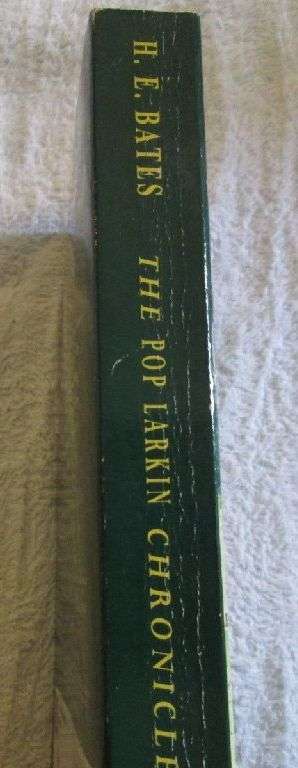 H. E. BATES THE POP LARKIN CHRONICLE